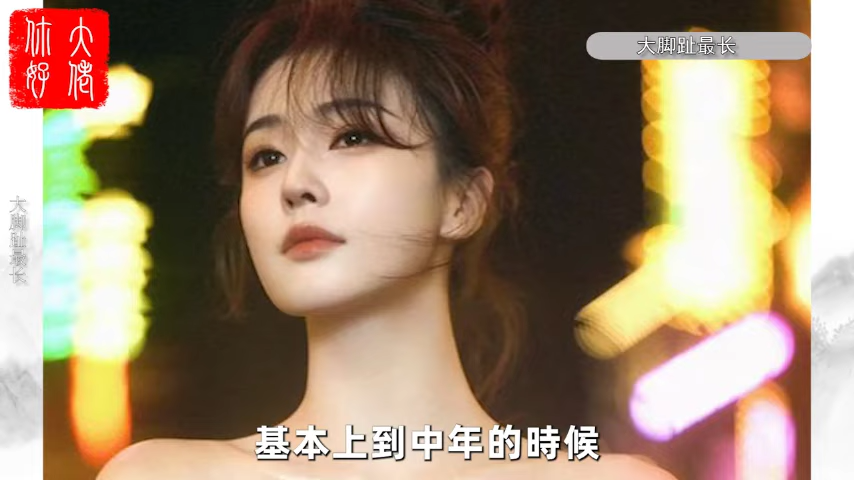 大佬
休好
大脚趾最长
大脚趾最长
基本上到中年的時候